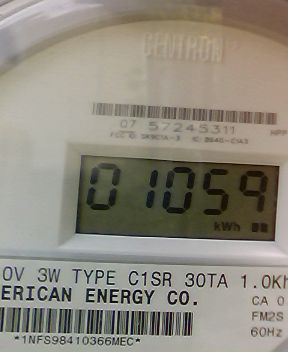 CENTRON
07 57245311
01059
kWh
0V 3W TYPE C1SR 30TA 1.0Kh
ERICAN ENERGY CO.
CA 0
FM2S
60Hz
*1NFS98410366MEC*